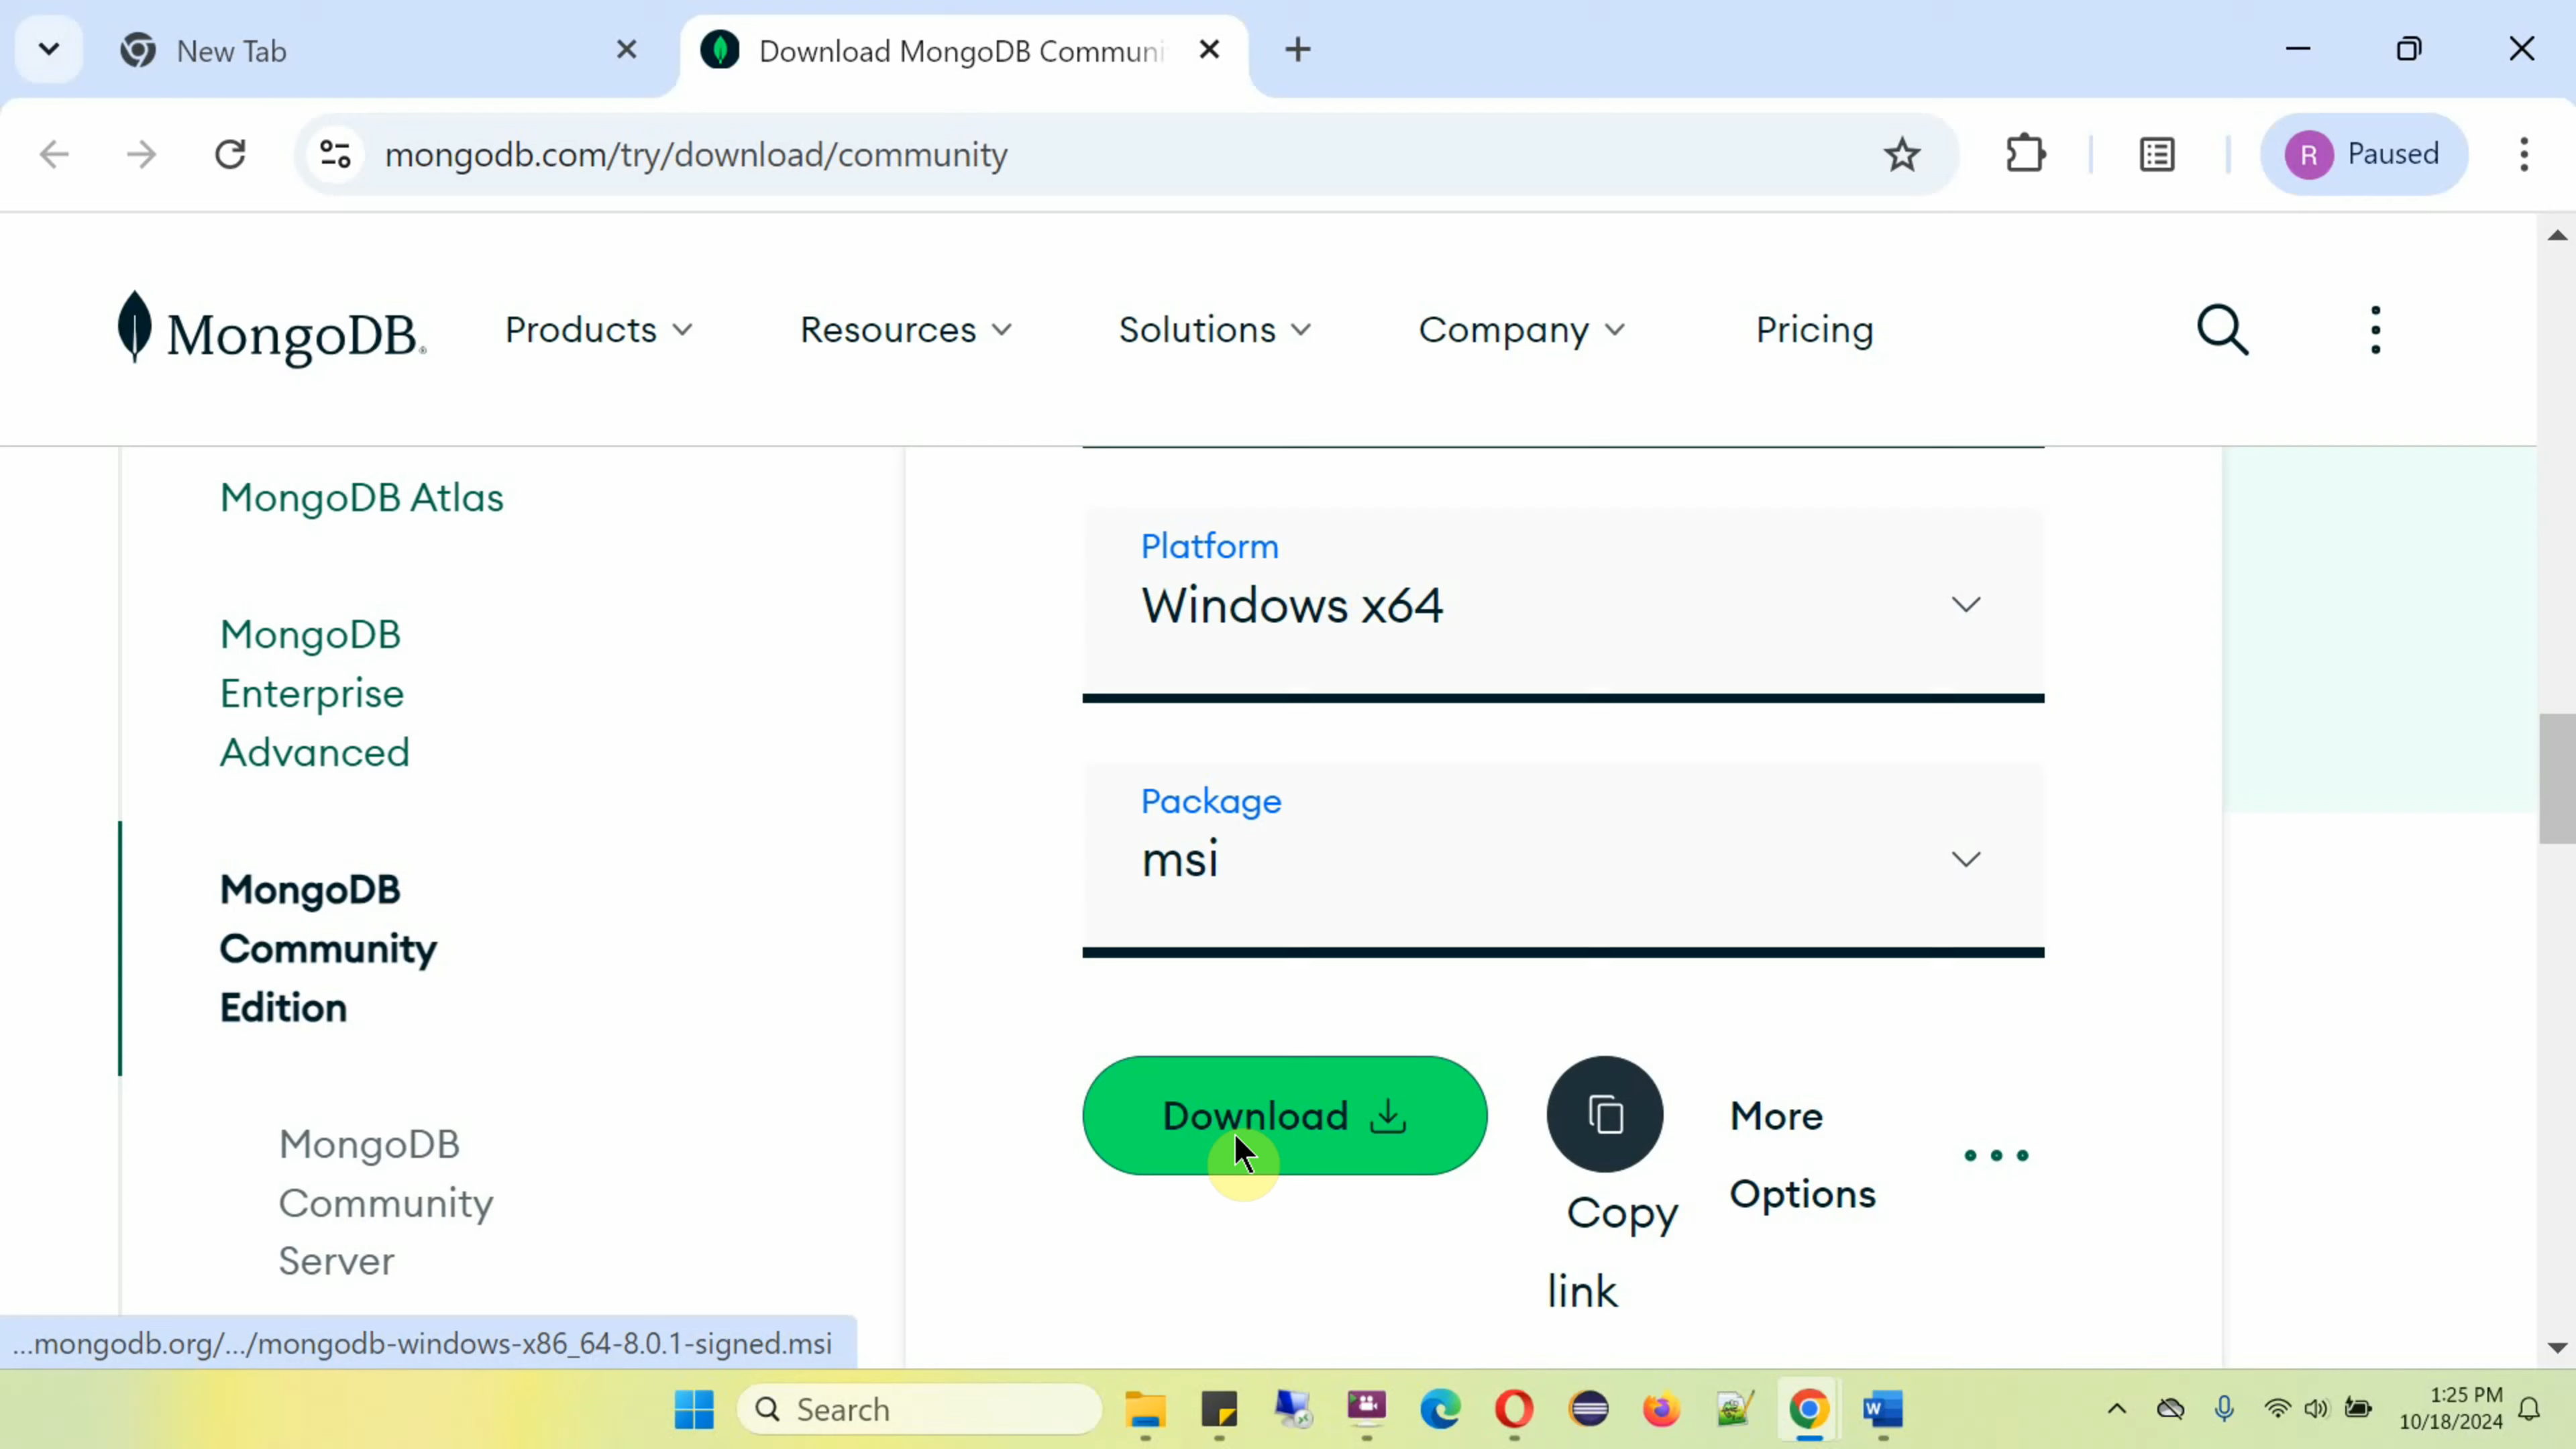 New Tab
Download MongoDB Communi
mongodb.com/try/download/community
R Paused
MongoDB®
Products
Resources
Solutions
Company
Pricing
MongoDB Atlas
MongoDB
Enterprise
Advanced
MongoDB
Community
Edition
MongoDB
Community
Server
Platform
Windows x64
Package
msi
Download
Copy
link
More
Options
...mongodb.org/.../mongodb-windows-x86_64-8.0.1-signed.msi
Search
W
1:25 PM
10/18/2024